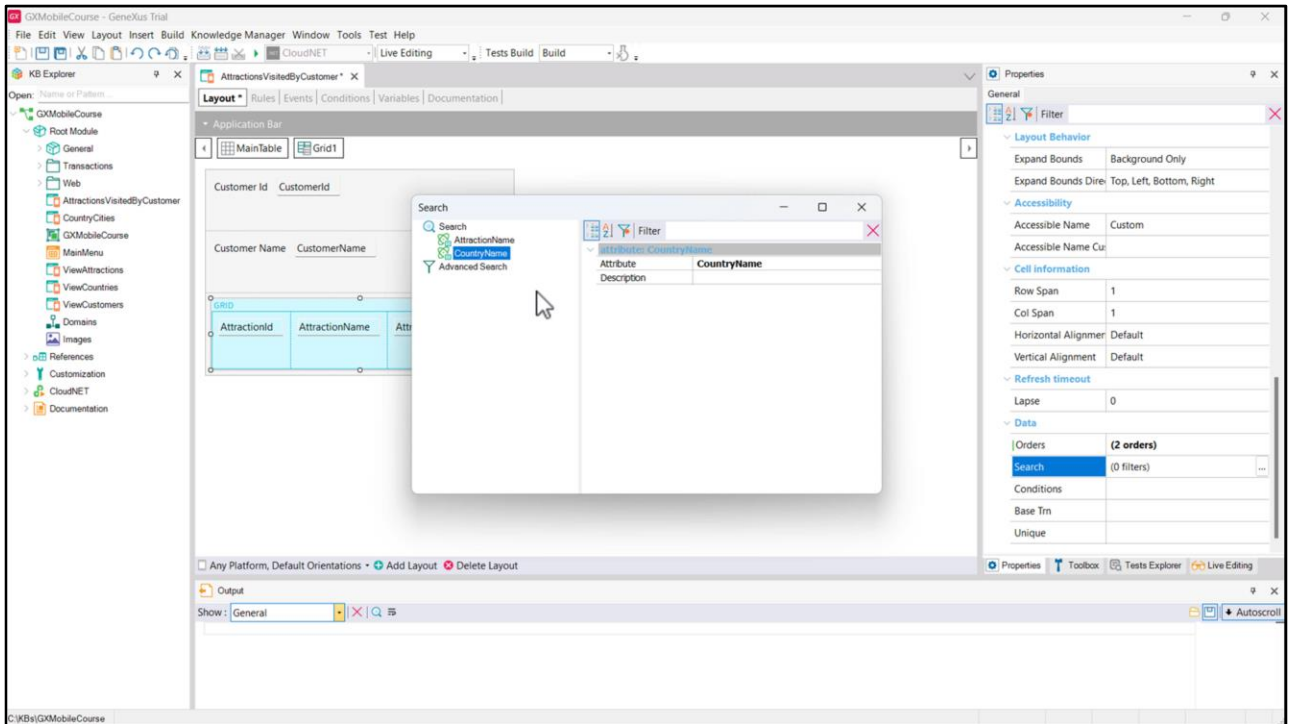 GX GXMobileCourse - GeneXus Trial
File Edit View Layout Insert Build Knowledge Manager Window Tools Test Help
CloudNET Live Editing Tests Build Build
KB Explorer
Open: Name or Pattern...
GXMobileCourse
Root Module
General
Transactions
Web
AttractionsVisitedByCustomer
CountryCities
GXMobileCourse
MainMenu
ViewAttractions
ViewCountries
ViewCustomers
Domains
Images
References
Customization
CloudNET
Documentation
AttractionsVisitedByCustomer *
Layout * Rules Events Conditions Variables Documentation
Application Bar
MainTable Grid1
Customer Id CustomerId
Customer Name CustomerName
GRID
AttractionId AttractionName Attr
Any Platform, Default Orientations Add Layout Delete Layout
Search
Search
AttractionName
CountryName
Advanced Search
Filter
attribute: CountryName
Attribute CountryName
Description
Properties
General
Filter
Layout Behavior
Expand Bounds Background Only
Expand Bounds Dire Top, Left, Bottom, Right
Accessibility
Accessible Name Custom
Accessible Name Cu
Cell information
Row Span 1
Col Span 1
Horizontal Alignmer Default
Vertical Alignment Default
Refresh timeout
Lapse 0
Data
Orders (2 orders)
Search (0 filters) ...
Conditions
Base Trn
Unique
Properties Toolbox Tests Explorer Live Editing
Output
Show: General Autoscroll
C:\KBs\GXMobileCourse